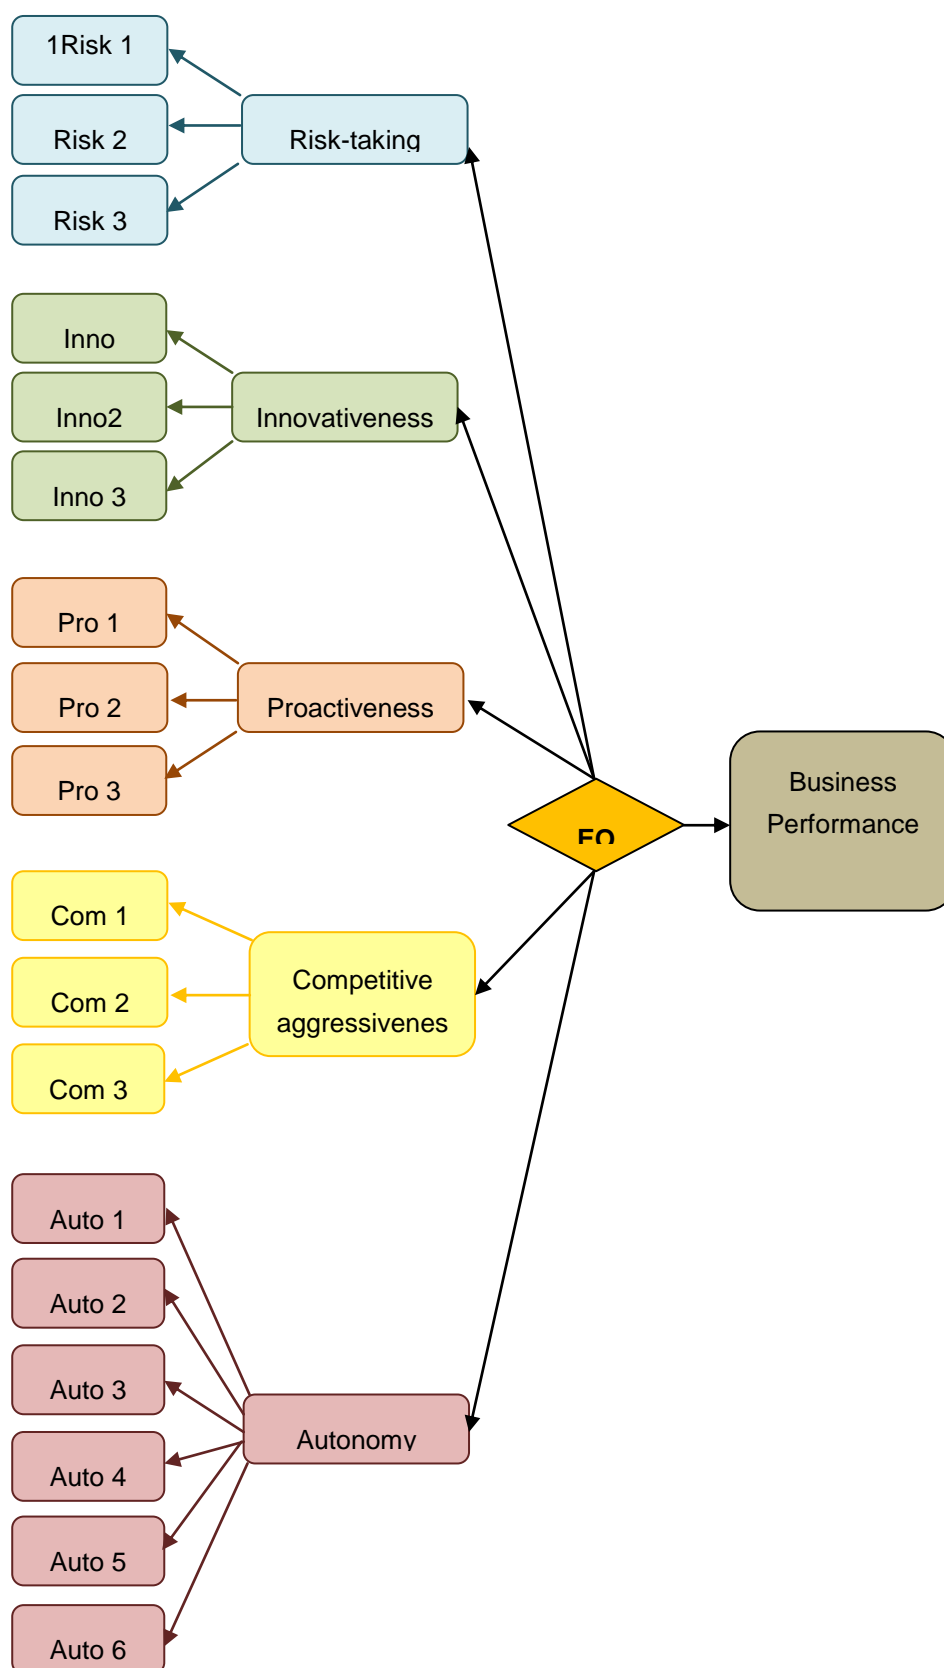 1Risk 1
Risk 2
Risk-taking
Risk 3
Inno
Inno2
Innovativeness
Inno 3
Pro 1
Pro 2
Proactiveness
Pro 3
EO
Business
Performance
Com 1
Com 2
Competitive
aggressivenes
Com 3
Auto 1
Auto 2
Auto 3
Auto 4
Autonomy
Auto 5
Auto 6